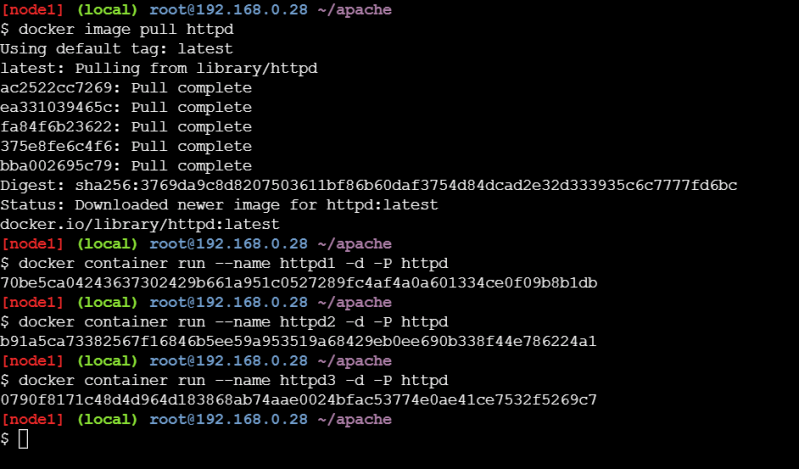 [node1] (local) root@192.168.0.28 ~/apache
$ docker image pull httpd
Using default tag: latest
latest: Pulling from library/httpd
ac2522cc7269: Pull complete
ea331039465c: Pull complete
fa84f6b23622: Pull complete
375e8fe6c4f6: Pull complete
bba002695c79: Pull complete
Digest: sha256:3769da9c8d8207503611bf86b60daf3754d84dcad2e32d333935c6c7777fd6bc
Status: Downloaded newer image for httpd:latest
docker.io/library/httpd:latest
[node1] (local) root@192.168.0.28 ~/apache
$ docker container run --name httpd1 -d -P httpd
70be5ca04243637302429b661a951c0527289fc4af4a0a601334ce0f09b8b1db
[node1] (local) root@192.168.0.28 ~/apache
$ docker container run --name httpd2 -d -P httpd
b91a5ca73382567f16846b5ee59a953519a68429eb0ee690b338f44e786224a1
[node1] (local) root@192.168.0.28 ~/apache
$ docker container run --name httpd3 -d -P httpd
0790f8171c48d4d964d183868ab74aae0024bfac53774e0ae41ce7532f5269c7
[node1] (local) root@192.168.0.28 ~/apache
$